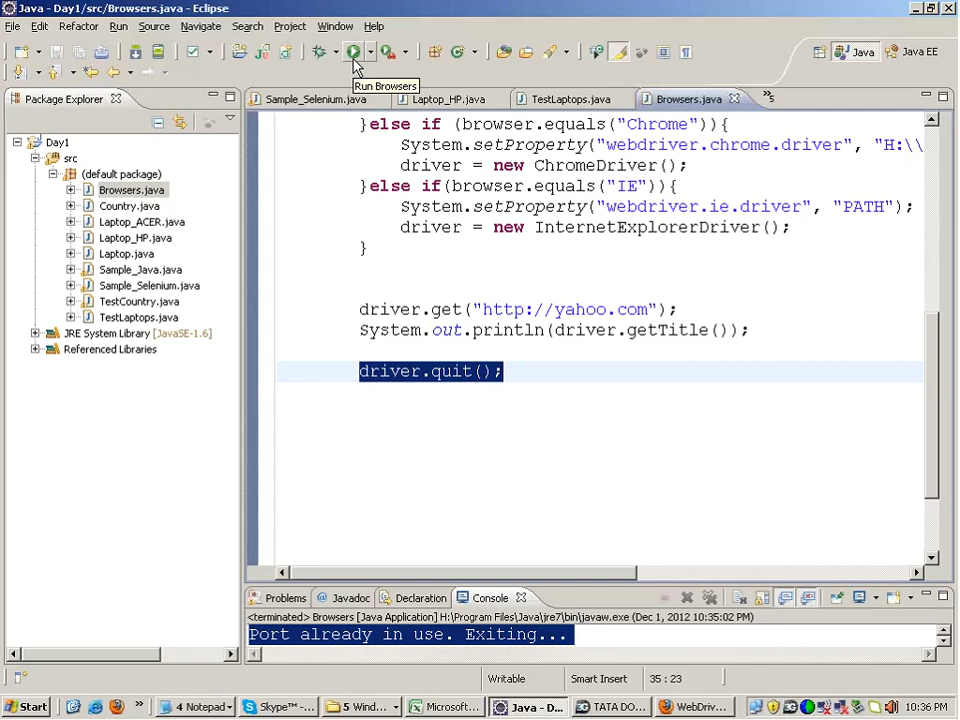 Java - Day1/src/Browsers.java - Eclipse
File Edit Refactor Run Source Navigate Search Project Run Window Help
Java
Java EE
Run Browsers
Package Explorer
Sample_Selenium.java
Laptop_HP.java
TestLaptops.java
Browsers.java
»5
Day1
src
(default package)
Browsers.java
Country.java
Laptop_ACER.java
Laptop_HP.java
Laptop.java
Sample_Java.java
Sample_Selenium.java
TestCountry.java
TestLaptops.java
JRE System Library [JavaSE-1.6]
Referenced Libraries
}else if (browser.equals("Chrome")){
System.setProperty("webdriver.chrome.driver", "H:\\
driver = new ChromeDriver();
}else if(browser.equals("IE")){
System.setProperty("webdriver.ie.driver", "PATH");
driver = new InternetExplorerDriver();
}
driver.get("http://yahoo.com");
System.out.println(driver.getTitle());
driver.quit();
Problems
Javadoc
Declaration
Console
<terminated> Browsers [Java Application] H:\Program Files\Java\jre7\bin\javaw.exe (Dec 1, 2012 10:35:02 PM)
Port already in use. Exiting...
Writable
Smart Insert
35 : 23
Start
4 Notepad
Skype™-...
5 Wind...
Microsoft...
Java - D...
TATA DO...
WebDriv...
10:36 PM